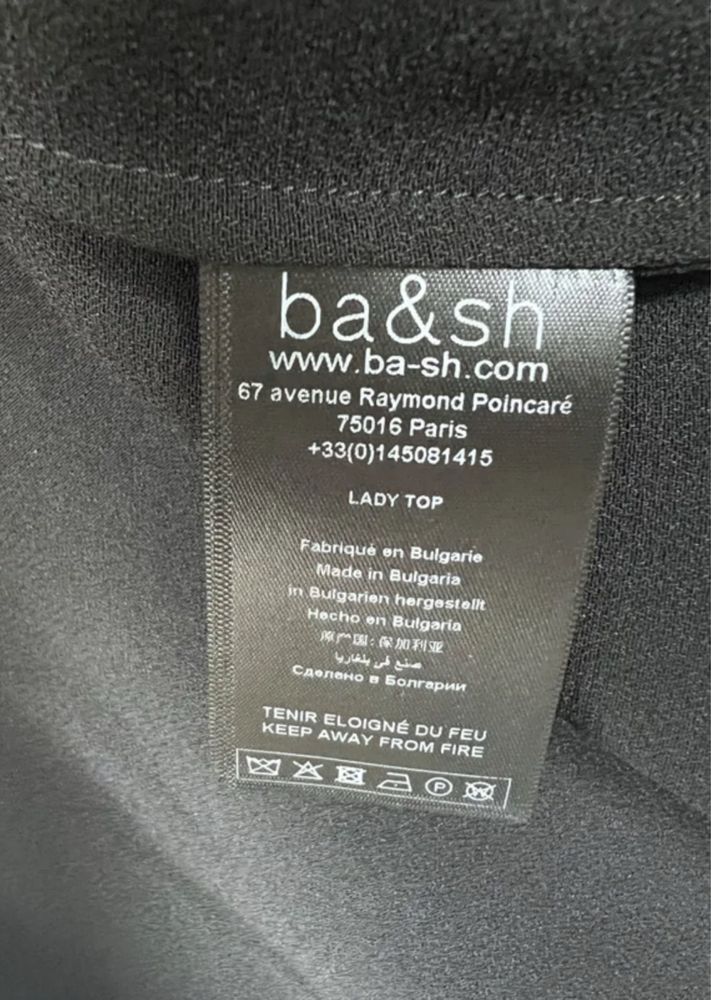 ba&sh
www.ba-sh.com
67 avenue Raymond Poincaré
75016 Paris
+33(0)145081415
LADY TOP
Fabriqué en Bulgarie
Made in Bulgaria
in Bulgarien hergestellt
Hecho en Bulgaria
原产国：保加利亚
صنع في بلغاريا
Сделано в Болгарии
TENIR ELOIGNÉ DU FEU
KEEP AWAY FROM FIRE
P W